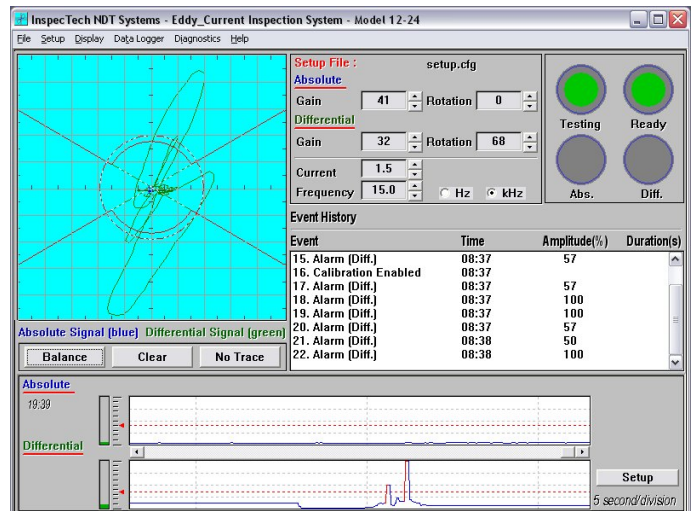 InspecTech NDT Systems - Eddy_Current Inspection System - Model 12-24
File Setup Display Data Logger Diagnostics Help
Setup File : setup.cfg
Absolute
Gain 41 Rotation 0
Differential
Gain 32 Rotation 68
Current 1.5
Frequency 15.0 Hz kHz
Testing Ready
Abs. Diff.
Event History
Event Time Amplitude(%) Duration(s)
15. Alarm (Diff.) 08:37 57
16. Calibration Enabled 08:37
17. Alarm (Diff.) 08:37 57
18. Alarm (Diff.) 08:37 100
19. Alarm (Diff.) 08:37 100
20. Alarm (Diff.) 08:37 57
21. Alarm (Diff.) 08:38 50
22. Alarm (Diff.) 08:38 100
Absolute Signal (blue) Differential Signal (green)
Balance Clear No Trace
Absolute
19:39
Differential
Setup
5 second/division